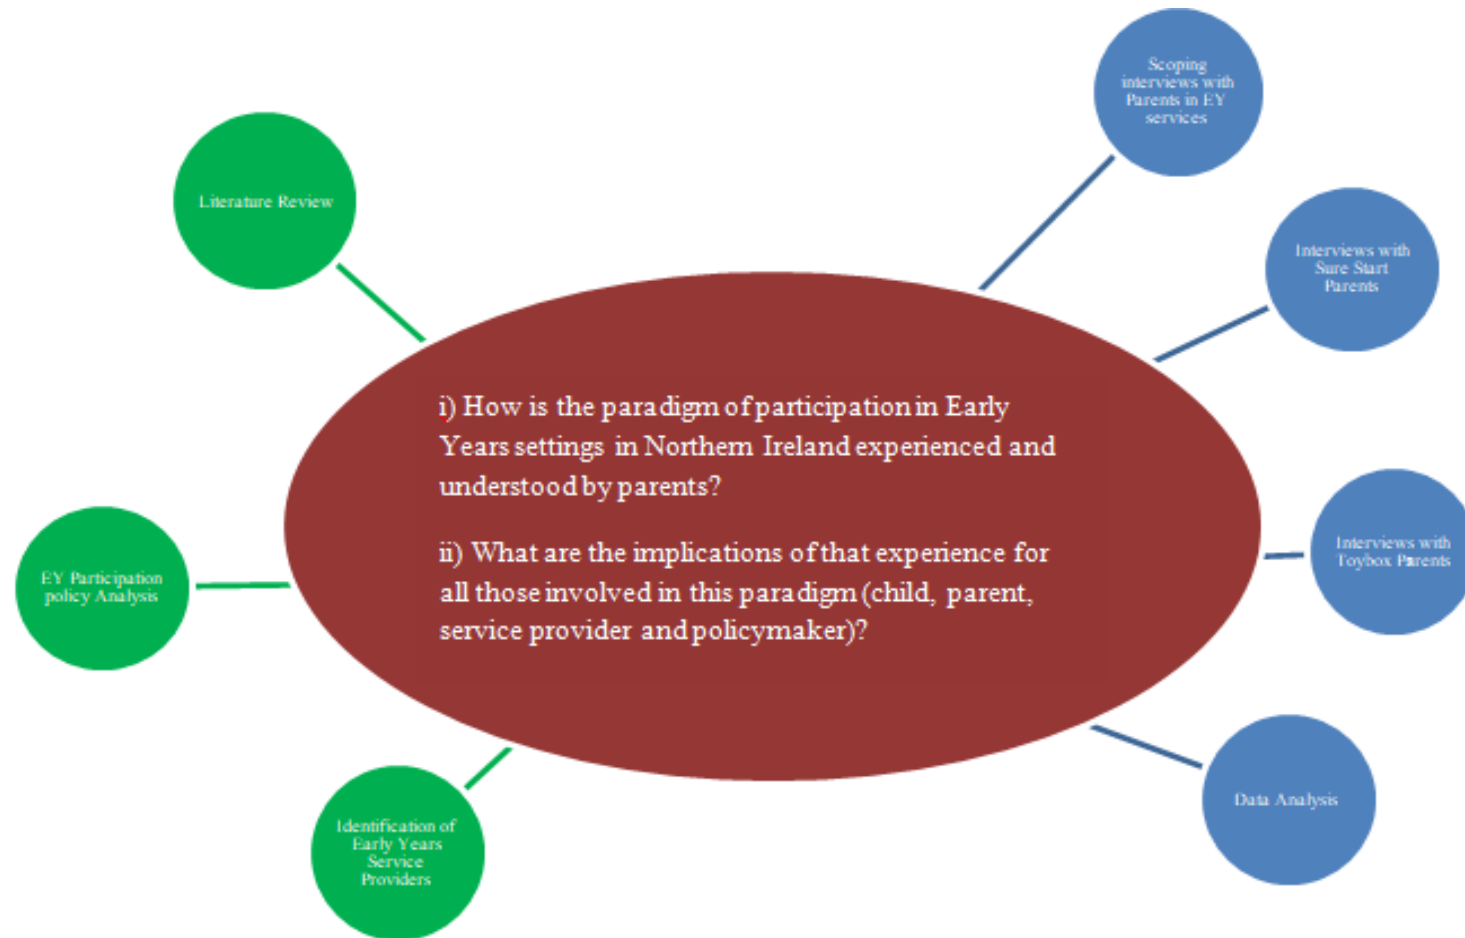 Scoping
interviews with
Parents in EY
services
Literature Review
Interviews with
Sure Start
Parents
i) How is the paradigm of participation in Early
Years settings in Northern Ireland experienced and
understood by parents?
ii) What are the implications of that experience for
all those involved in this paradigm (child, parent,
service provider and policymaker)?
Interviews with
Toybox Parents
EY Participation
policy Analysis
Identification of
Early Years
Service
Providers
Data Analysis